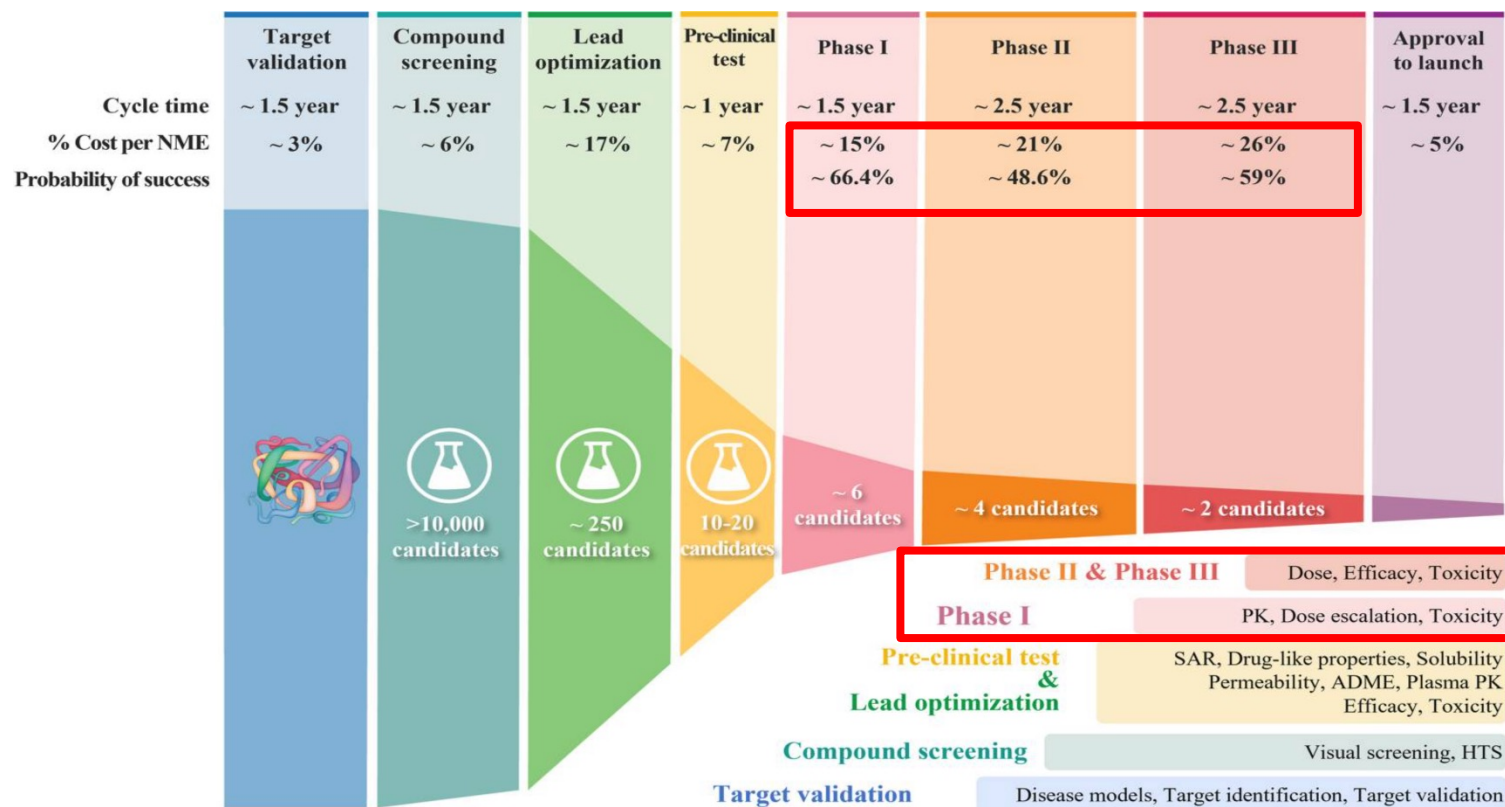 Target validation
Compound screening
Lead optimization
Pre-clinical test
Phase I
Phase II
Phase III
Approval to launch
Cycle time ~ 1.5 year ~ 1.5 year ~ 1.5 year ~ 1 year ~ 1.5 year ~ 2.5 year ~ 2.5 year ~ 1.5 year
% Cost per NME ~ 3% ~ 6% ~ 17% ~ 7% ~ 15% ~ 21% ~ 26% ~ 5%
Probability of success ~ 66.4% ~ 48.6% ~ 59%
>10,000
candidates
~ 250
candidates
10-20
candidates
~ 6
candidates
~ 4 candidates
~ 2 candidates
Phase II & Phase III Dose, Efficacy, Toxicity
Phase I PK, Dose escalation, Toxicity
Pre-clinical test
&
Lead optimization
SAR, Drug-like properties, Solubility
Permeability, ADME, Plasma PK
Efficacy, Toxicity
Compound screening Visual screening, HTS
Target validation Disease models, Target identification, Target validation